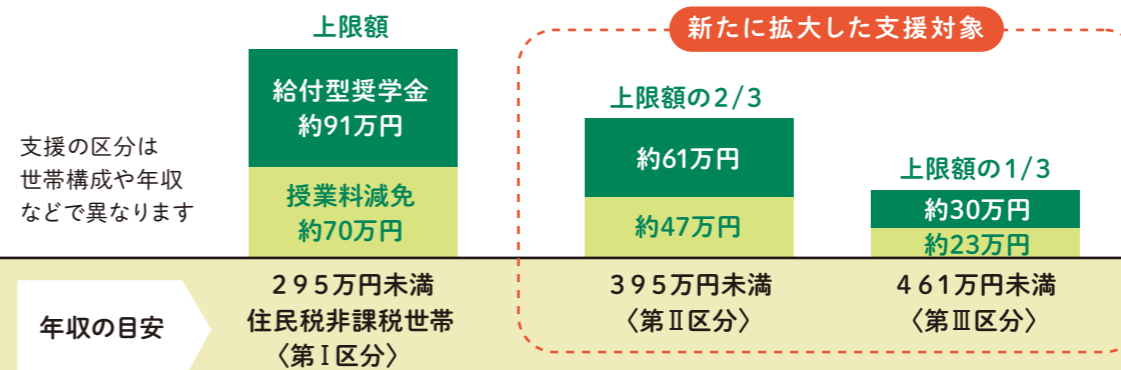 新たに拡大した支援対象
上限額
給付型奨学金
約91万円
授業料減免
約70万円
上限額の2/3
約61万円
約47万円
上限額の1/3
約30万円
約23万円
支援の区分は
世帯構成や年収
などで異なります
年収の目安
295万円未満
住民税非課税世帯
〈第Ⅰ区分〉
395万円未満
〈第Ⅱ区分〉
461万円未満
〈第Ⅲ区分〉